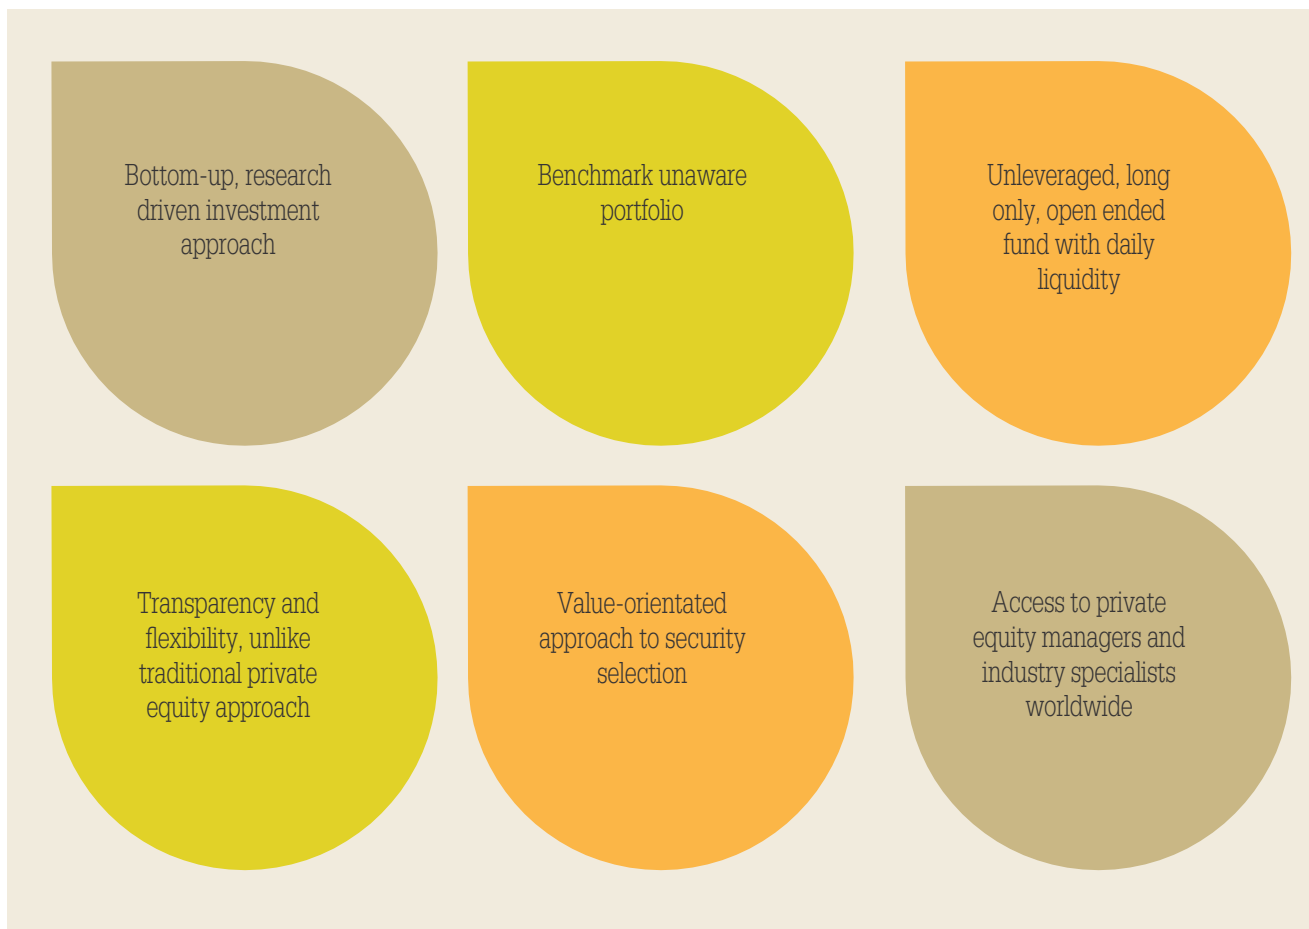 Bottom-up, research
driven investment
approach
Benchmark unaware
portfolio
Unleveraged, long
only, open ended
fund with daily
liquidity
Transparency and
flexibility, unlike
traditional private
equity approach
Value-orientated
approach to security
selection
Access to private
equity managers and
industry specialists
worldwide